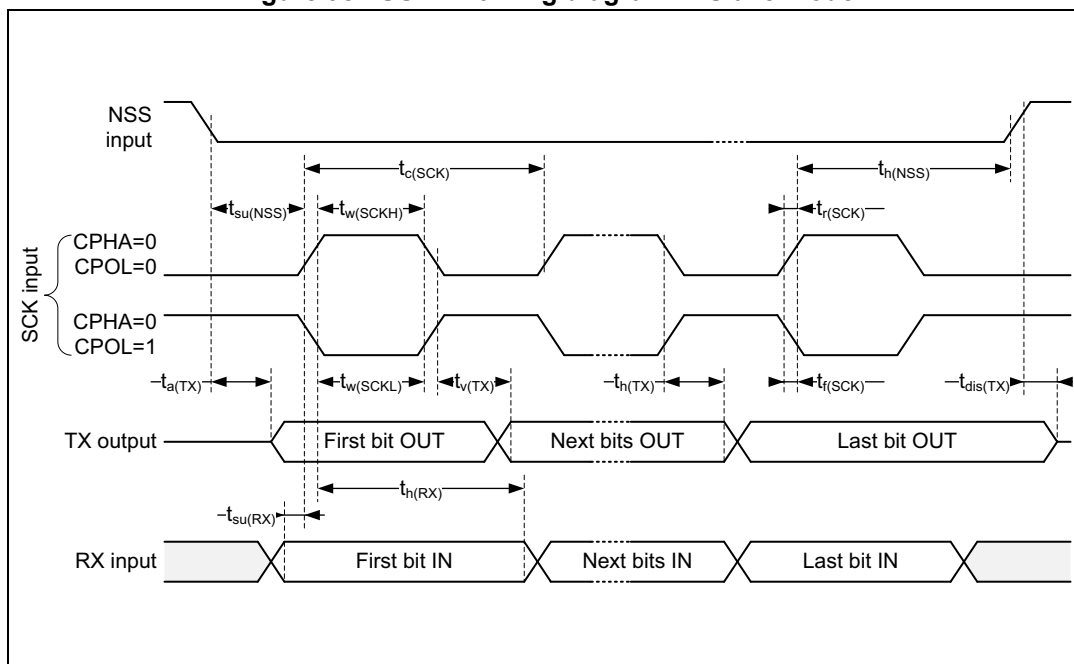 NSS
input
tc(SCK)
th(NSS)
tsu(NSS)
tw(SCKH)
tr(SCK)
SCK input
CPHA=0
CPOL=0
CPHA=0
CPOL=1
ta(TX)
tw(SCKL)
tv(TX)
th(TX)
tf(SCK)
tdis(TX)
TX output
First bit OUT
Next bits OUT
Last bit OUT
th(RX)
tsu(RX)
RX input
First bit IN
Next bits IN
Last bit IN